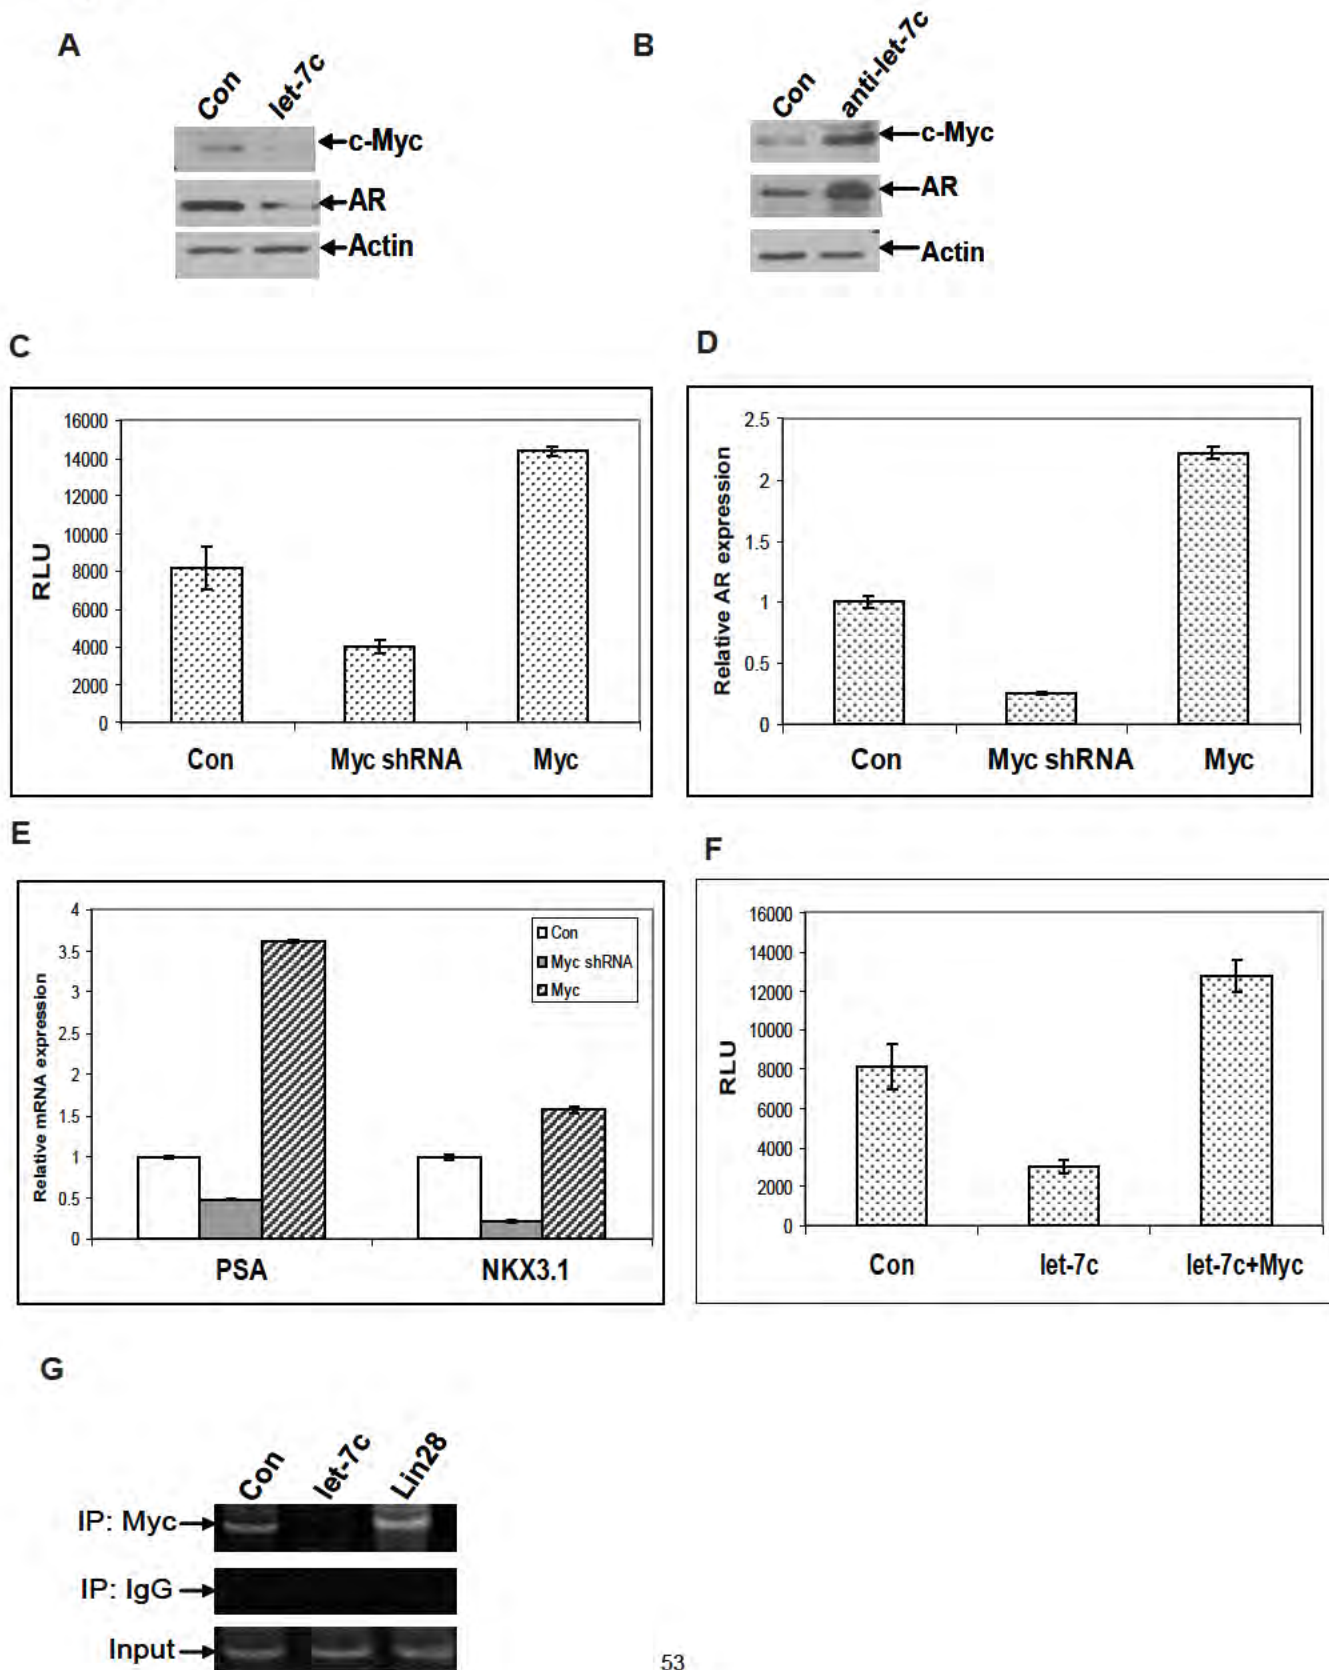 A
B
Con
let-7c
c-Myc
AR
Actin
Con
anti-let-7c
c-Myc
AR
Actin
C
D
RLU
16000
14000
12000
10000
8000
6000
4000
2000
0
Con
Myc shRNA
Myc
Relative AR expression
2.5
2
1.5
1
0.5
0
Con
Myc shRNA
Myc
E
F
Relative mRNA expression
4
3.5
3
2.5
2
1.5
1
0.5
0
Con
Myc shRNA
Myc
PSA
NKX3.1
RLU
16000
14000
12000
10000
8000
6000
4000
2000
0
Con
let-7c
let-7c+Myc
G
Con
let-7c
Lin28
IP: Myc
IP: IgG
Input
53